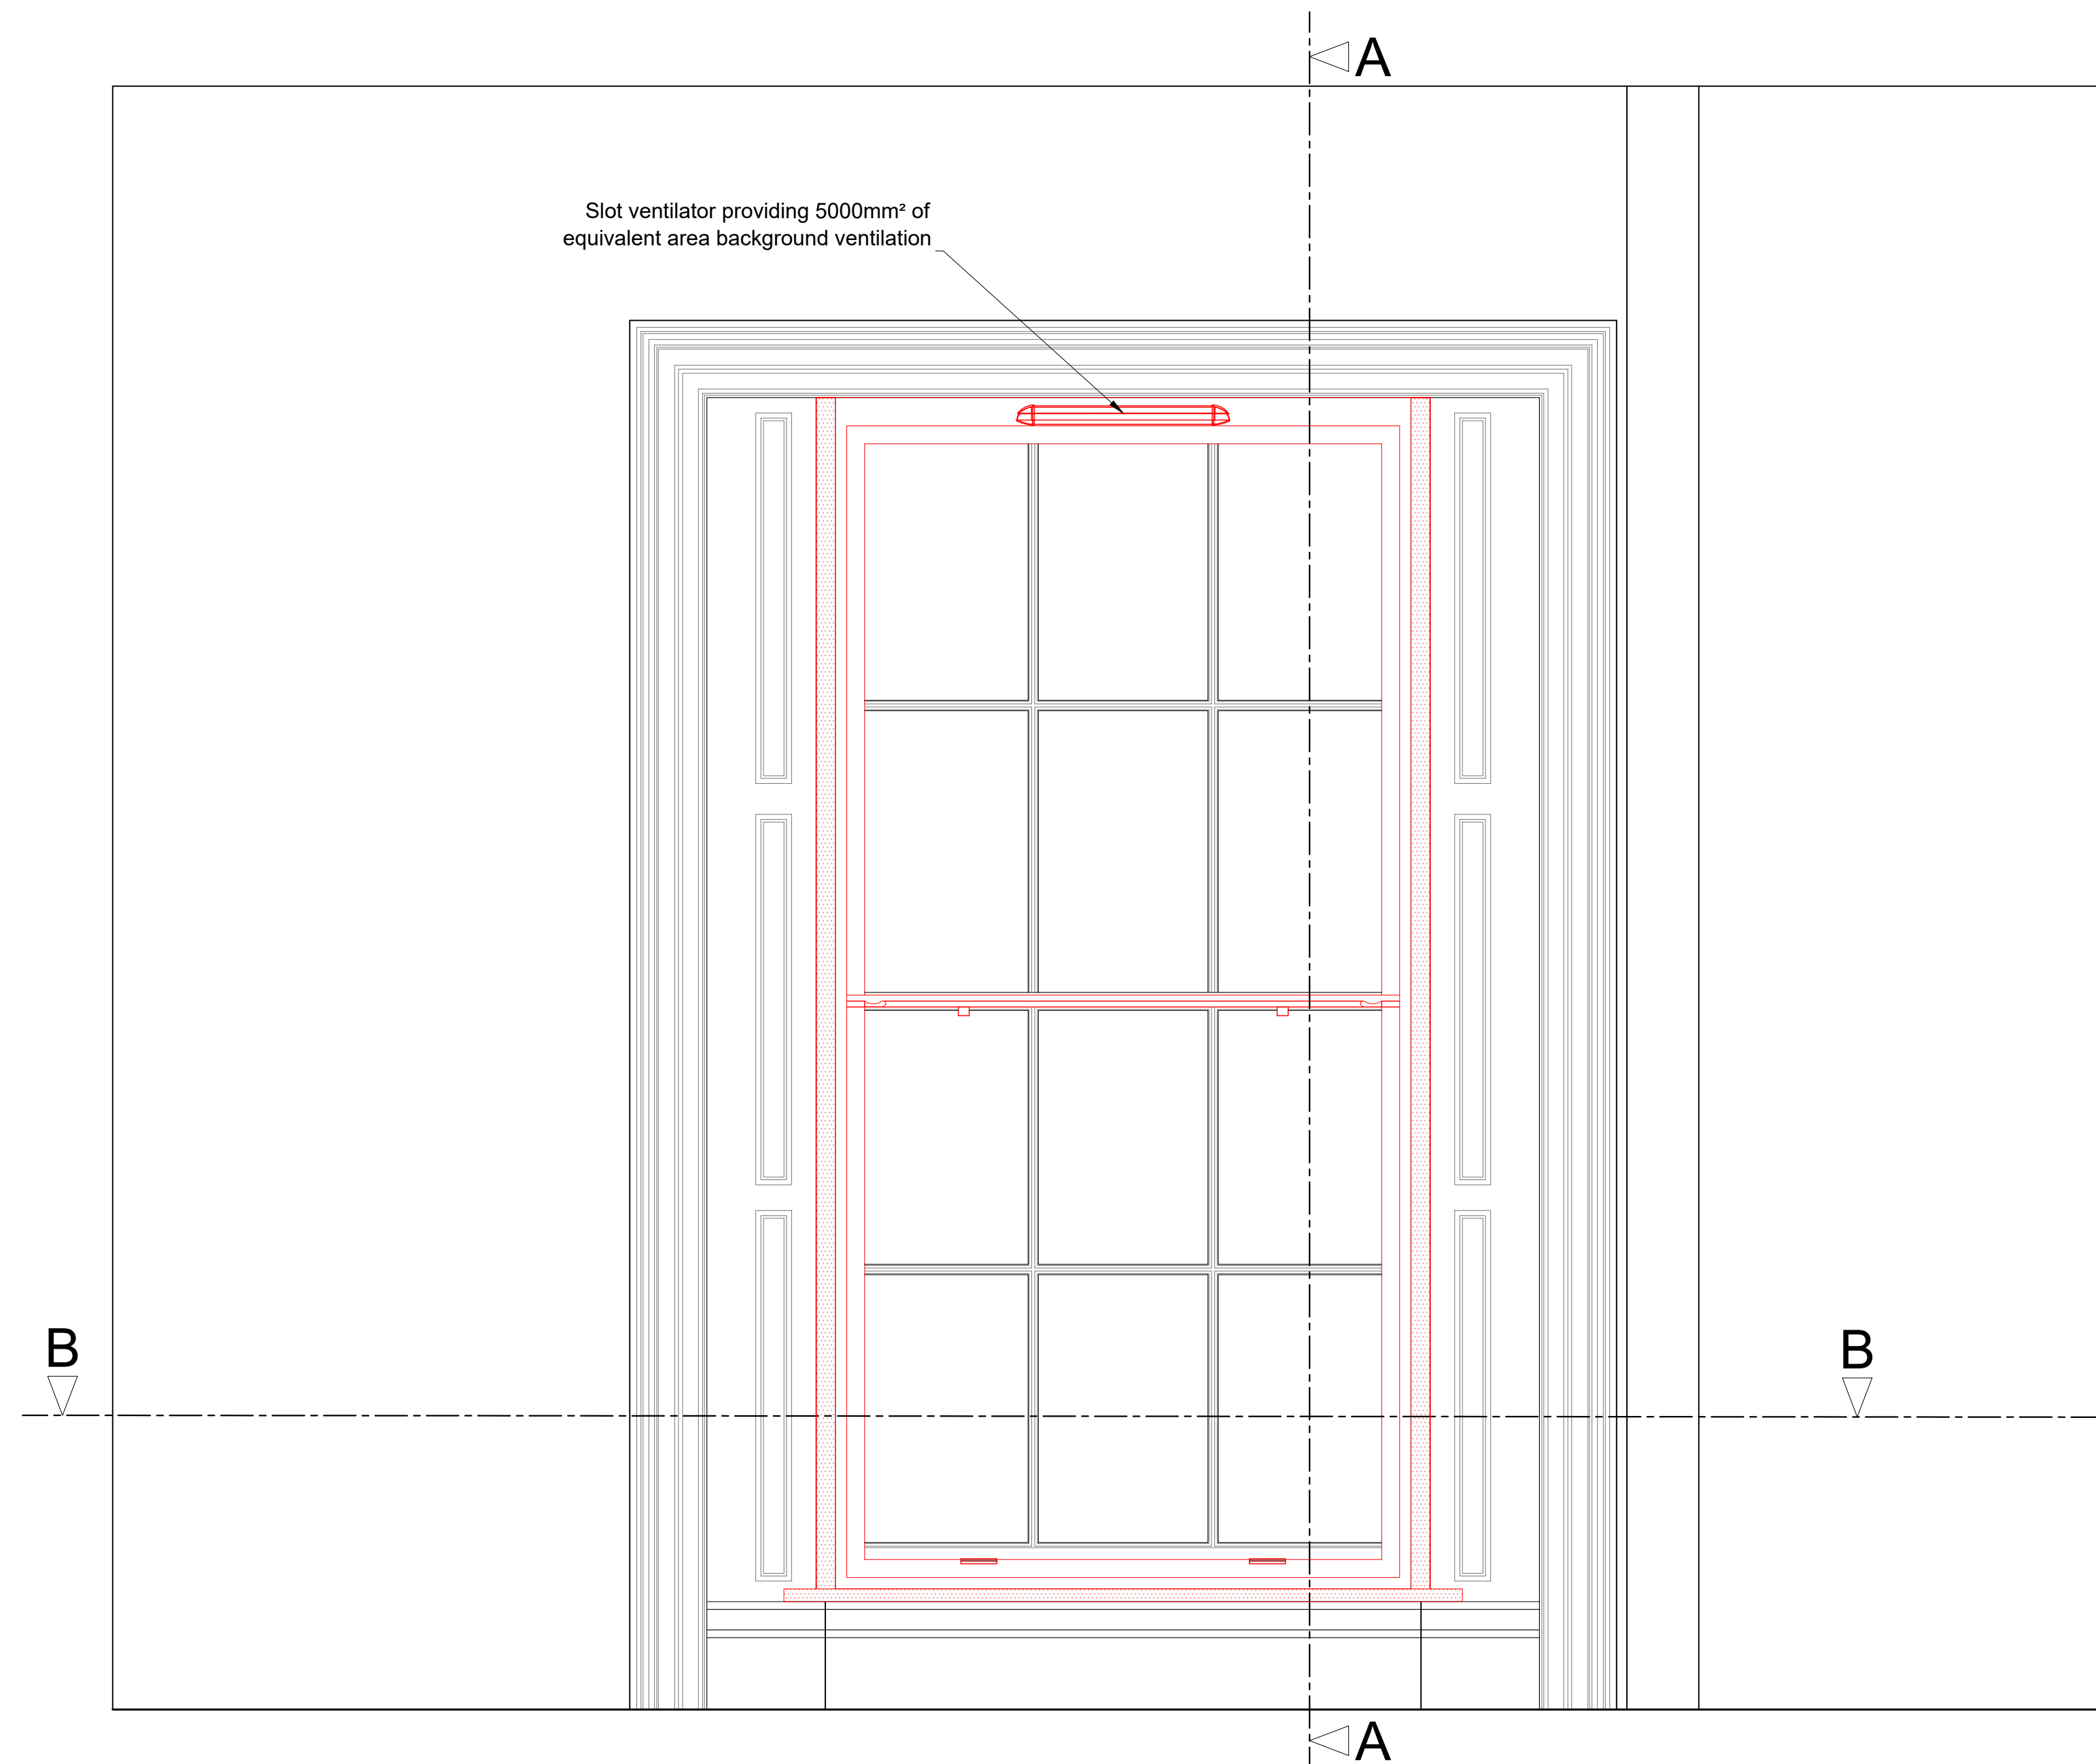 A
Slot ventilator providing 5000mm² of
equivalent area background ventilation
B
B
A